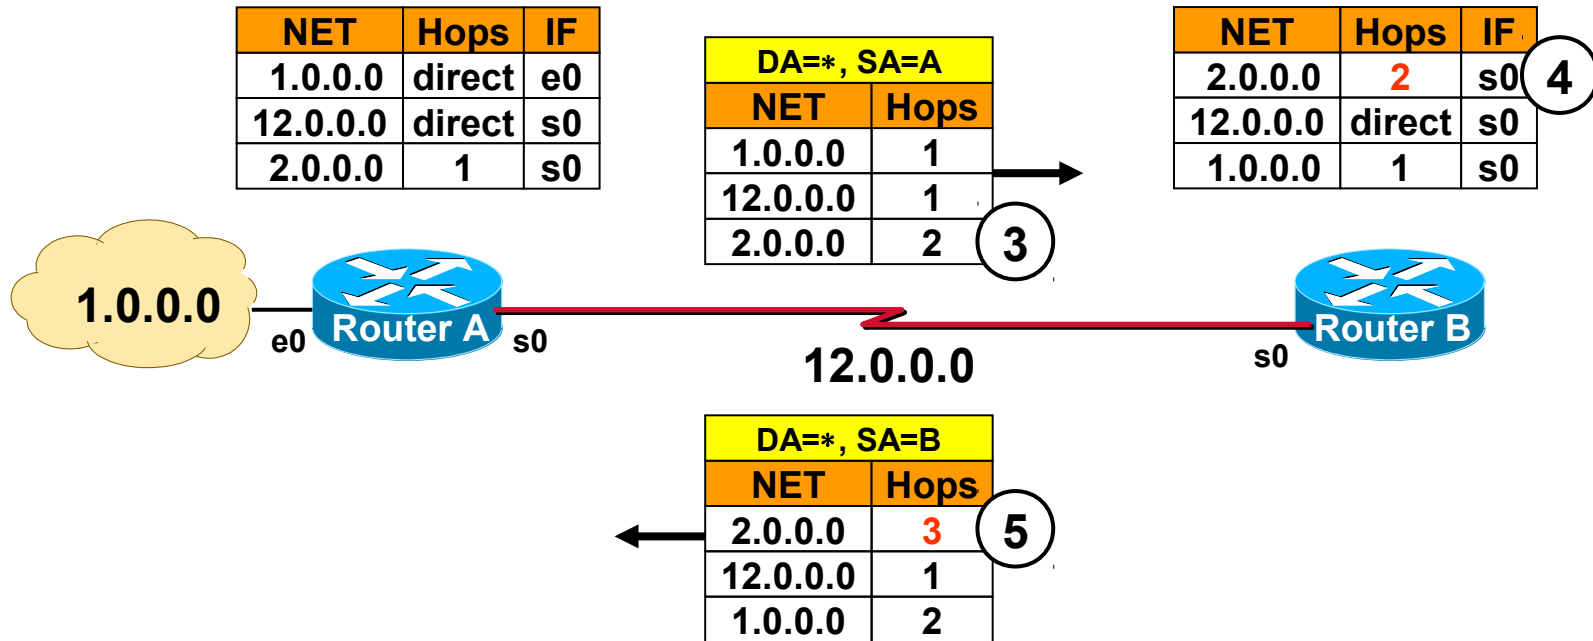 NET Hops IF
1.0.0.0 direct e0
12.0.0.0 direct s0
2.0.0.0 1 s0
DA=*, SA=A
NET Hops
1.0.0.0 1
12.0.0.0 1
2.0.0.0 2
3
NET Hops IF
2.0.0.0 2 s0
12.0.0.0 direct s0
1.0.0.0 1 s0
4
1.0.0.0
e0
Router A
s0
12.0.0.0
s0
Router B
DA=*, SA=B
NET Hops
2.0.0.0 3
12.0.0.0 1
1.0.0.0 2
5